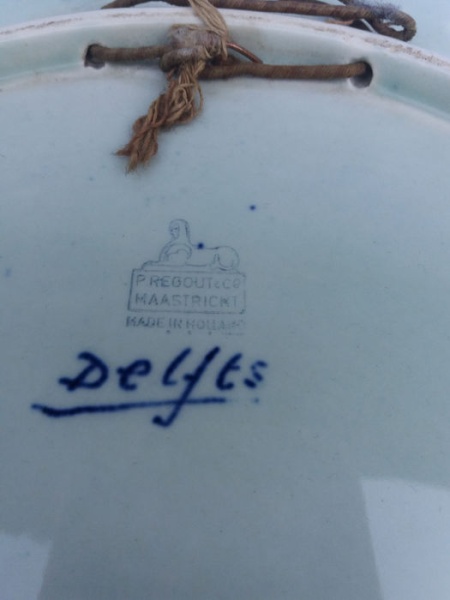 P. REGOUT & CO
MAASTRICHT
MADE IN HOLLAND
Delfts